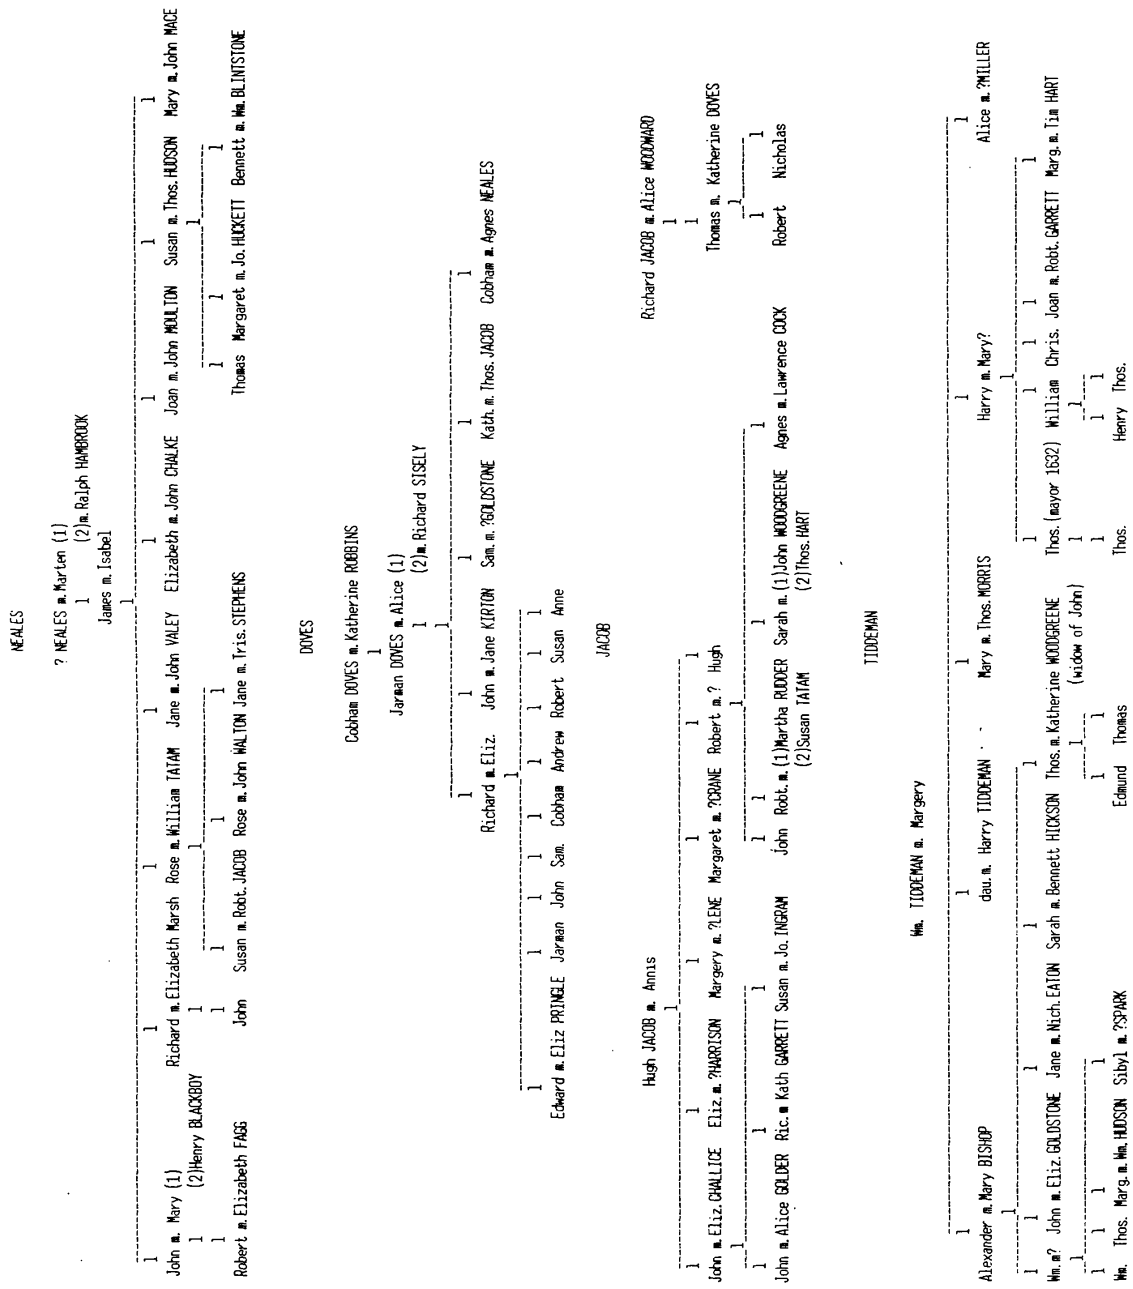 NEALES
? NEALES m. Marten (1)
(2)m. Ralph HAMBROOK
James m. Isabel
John m. Mary (1) Richard m. Elizabeth Marsh Rose m. William TATAM Jane m. John VALEY Elizabeth m. John CHALKE Joan m. John MOULTON Susan m. Thos. HUDSON Mary m. John MACE
(2)Henry BLACKBOY
Robert m. Elizabeth FAGG John Susan m. Robt. JACOB Rose m. John WALTON Jane m. Tris. STEPHENS Thomas Margaret m. Jo. HUCKETT Bennett m. Wm. BLINTSTONE
DOVES
Cobham DOVES m. Katherine ROBBINS
Jarman DOVES m. Alice (1)
(2)m. Richard SISELY
Richard m. Eliz. John m. Jane KIRTON Sam. m. ?GOLDSTONE Kath. m. Thos. JACOB Cobham m. Agnes NEALES
Edward m. Eliz PRINGLE Jarman John Sam. Cobham Andrew Robert Susan Anne
JACOB
Hugh JACOB m. Annis Richard JACOB m. Alice WOODWARD
John m. Eliz. CHALLICE Eliz. m. ?HARRISON Margery m. ?LENE Margaret m. ?CRANE Robert m. ? Hugh Thomas m. Katherine DOVES
John m. Alice GOLDER Ric. m Kath GARRETT Susan m. Jo. INGRAM John Robt. m. (1)Martha RUDDER Sarah m. (1)John WOODGREENE Agnes m. Lawrence COCK Robert Nicholas
(2)Susan TATAM (2)Thos. HART
TIDDEMAN
Wm. TIDDEMAN m. Margery
Alexander m. Mary BISHOP dau. m. Harry TIDDEMAN Mary m. Thos. MORRIS Harry m. Mary? Alice m. ?MILLER
Wm. m? John m. Eliz. GOLDSTONE Jane m. Nich. EATON Sarah m. Bennett HICKSON Thos. m. Katherine WOODGREENE Thos. (mayor 1632) William Chris. Joan m. Robt. GARRETT Marg. m. Tim HART
(widow of John)
Wm. Thos. Marg. m. Wm. HUDSON Sibyl m. ?SPARK Edmund Thomas Thos. Henry Thos.